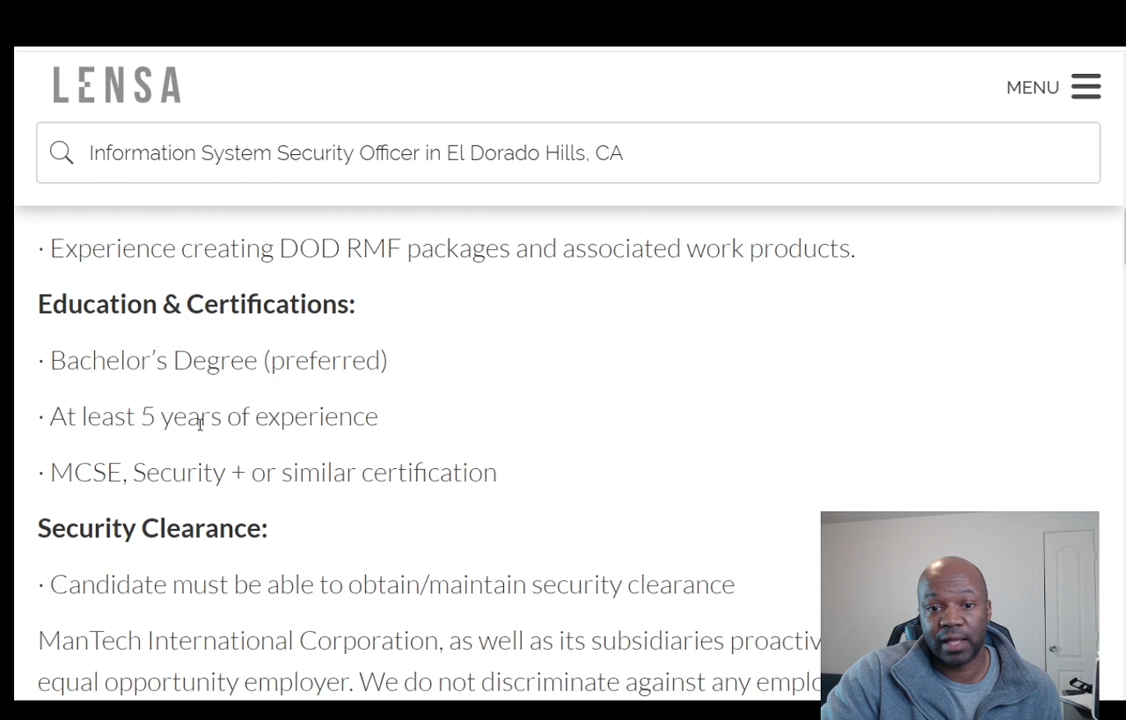 LENSA
MENU
Information System Security Officer in El Dorado Hills, CA
· Experience creating DOD RMF packages and associated work products.
Education & Certifications:
· Bachelor’s Degree (preferred)
· At least 5 years of experience
· MCSE, Security + or similar certification
Security Clearance:
· Candidate must be able to obtain/maintain security clearance
ManTech International Corporation, as well as its subsidiaries proactiv
equal opportunity employer. We do not discriminate against any emplo